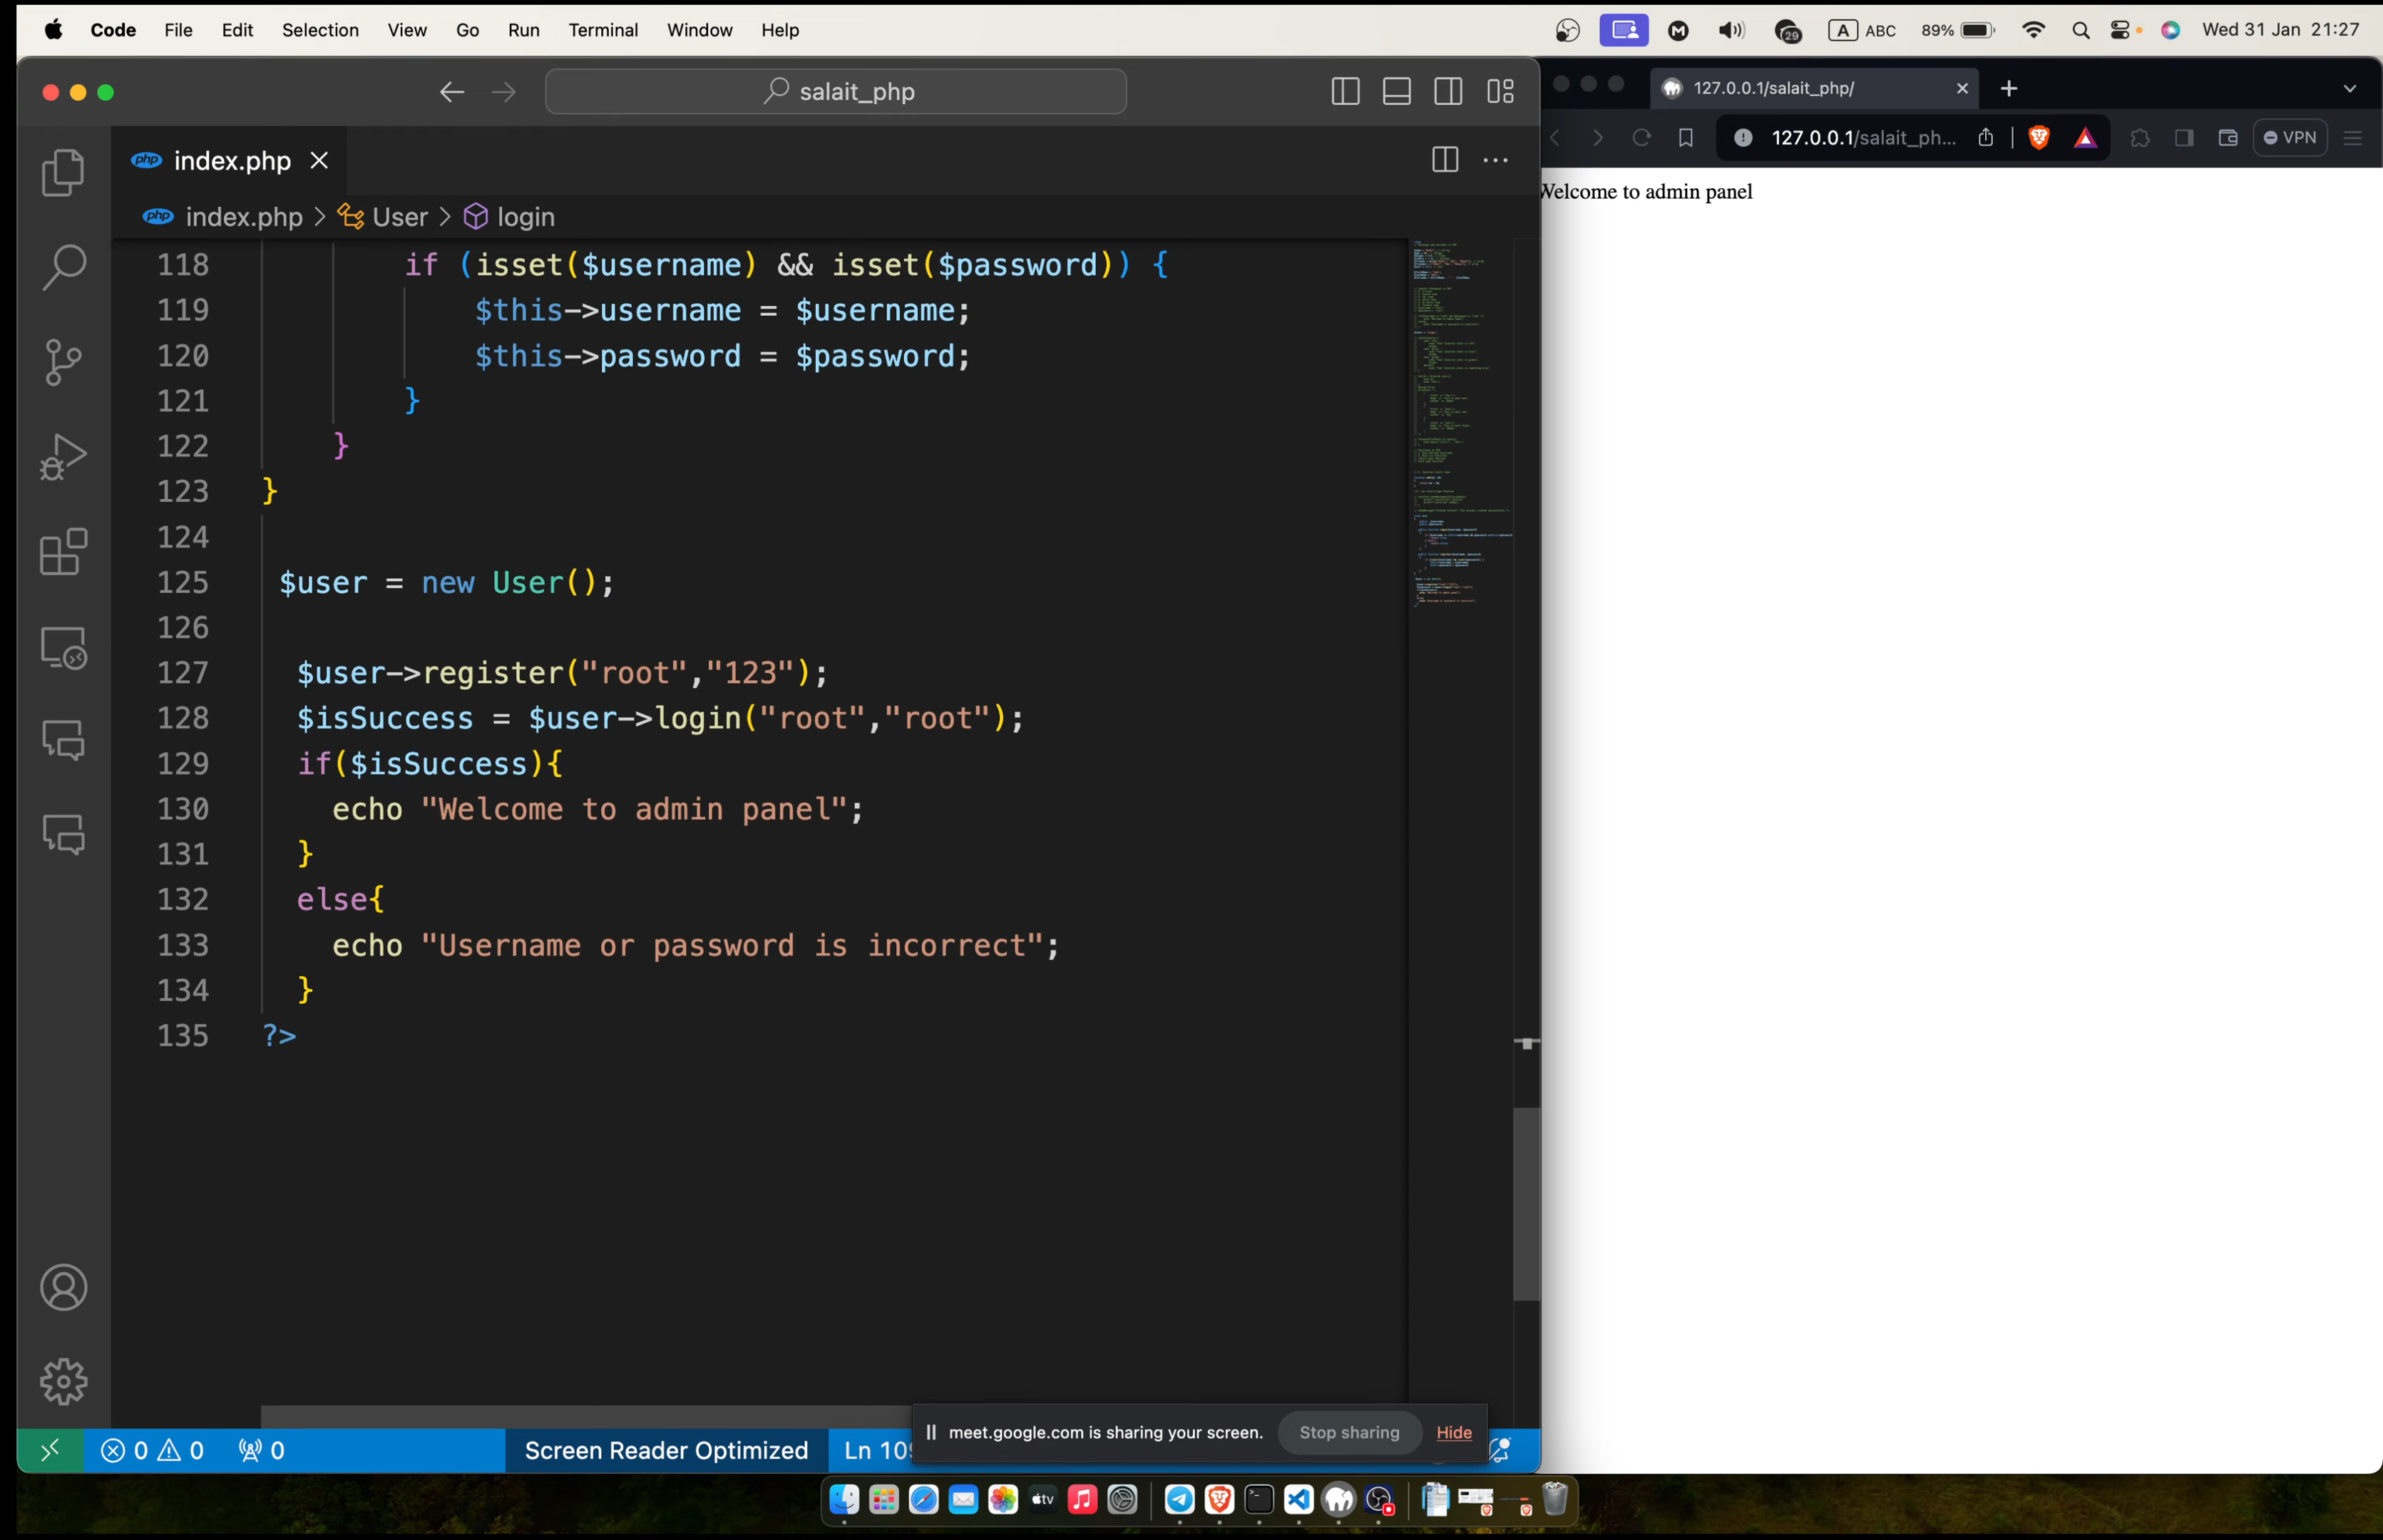 Code File Edit Selection View Go Run Terminal Window Help
29 A ABC 89% Wed 31 Jan 21:27
salait_php
127.0.0.1/salait_php/
127.0.0.1/salait_ph... VPN
index.php
index.php > User > login
Welcome to admin panel
118 if (isset($username) && isset($password)) {
119 $this->username = $username;
120 $this->password = $password;
121 }
122 }
123 }
124
125 $user = new User();
126
127 $user->register("root","123");
128 $isSuccess = $user->login("root","root");
129 if($isSuccess){
130 echo "Welcome to admin panel";
131 }
132 else{
133 echo "Username or password is incorrect";
134 }
135 ?>
meet.google.com is sharing your screen. Stop sharing Hide
0 0 0 Screen Reader Optimized Ln 109
tv